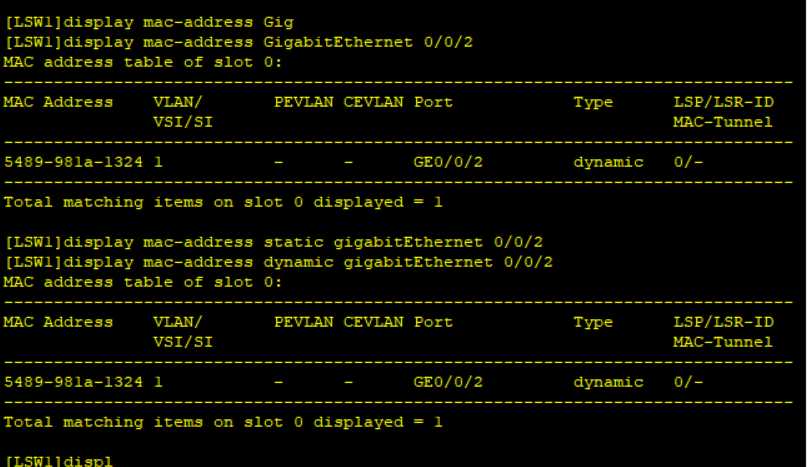 [LSW1]display mac-address Gig
[LSW1]display mac-address GigabitEthernet 0/0/2
MAC address table of slot 0:
-------------------------------------------------------------------------------
MAC Address    VLAN/       PEVLAN CEVLAN Port            Type      LSP/LSR-ID
               VSI/SI                                              MAC-Tunnel
-------------------------------------------------------------------------------
5489-981a-1324 1           -      -      GE0/0/2         dynamic   0/-
-------------------------------------------------------------------------------
Total matching items on slot 0 displayed = 1
[LSW1]display mac-address static gigabitEthernet 0/0/2
[LSW1]display mac-address dynamic gigabitEthernet 0/0/2
MAC address table of slot 0:
-------------------------------------------------------------------------------
MAC Address    VLAN/       PEVLAN CEVLAN Port            Type      LSP/LSR-ID
               VSI/SI                                              MAC-Tunnel
-------------------------------------------------------------------------------
5489-981a-1324 1           -      -      GE0/0/2         dynamic   0/-
-------------------------------------------------------------------------------
Total matching items on slot 0 displayed = 1
[LSW1]displ